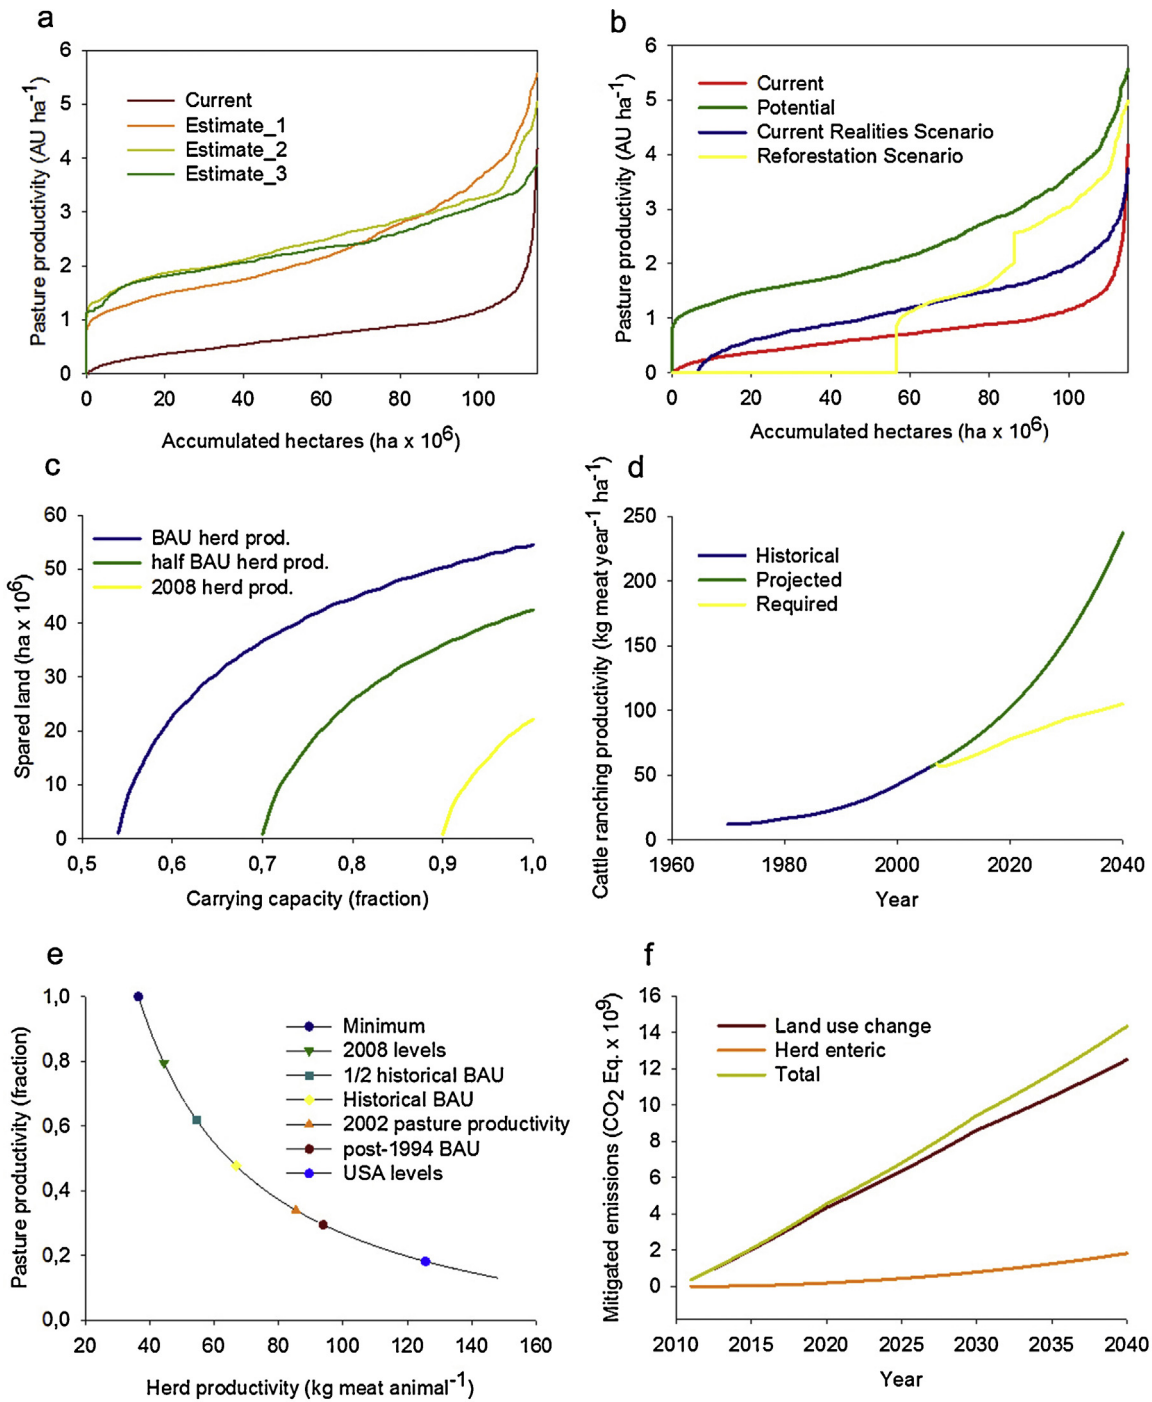 a
Pasture productivity (AU ha-1)
6
5
4
3
2
1
0
Current
Estimate_1
Estimate_2
Estimate_3
0 20 40 60 80 100
Accumulated hectares (ha x 10^6)
b
Pasture productivity (AU ha-1)
6
5
4
3
2
1
0
Current
Potential
Current Realities Scenario
Reforestation Scenario
0 20 40 60 80 100
Accumulated hectares (ha x 10^6)
c
Spared land (ha x 10^6)
60
50
40
30
20
10
0
BAU herd prod.
half BAU herd prod.
2008 herd prod.
0,5 0,6 0,7 0,8 0,9 1,0
Carrying capacity (fraction)
d
Cattle ranching productivity (kg meat year-1 ha-1)
250
200
150
100
50
0
Historical
Projected
Required
1960 1980 2000 2020 2040
Year
e
Pasture productivity (fraction)
1,0
0,8
0,6
0,4
0,2
0,0
Minimum
2008 levels
1/2 historical BAU
Historical BAU
2002 pasture productivity
post-1994 BAU
USA levels
20 40 60 80 100 120 140 160
Herd productivity (kg meat animal-1)
f
Mitigated emissions (CO2 Eq. x 10^9)
16
14
12
10
8
6
4
2
0
Land use change
Herd enteric
Total
2010 2015 2020 2025 2030 2035 2040
Year